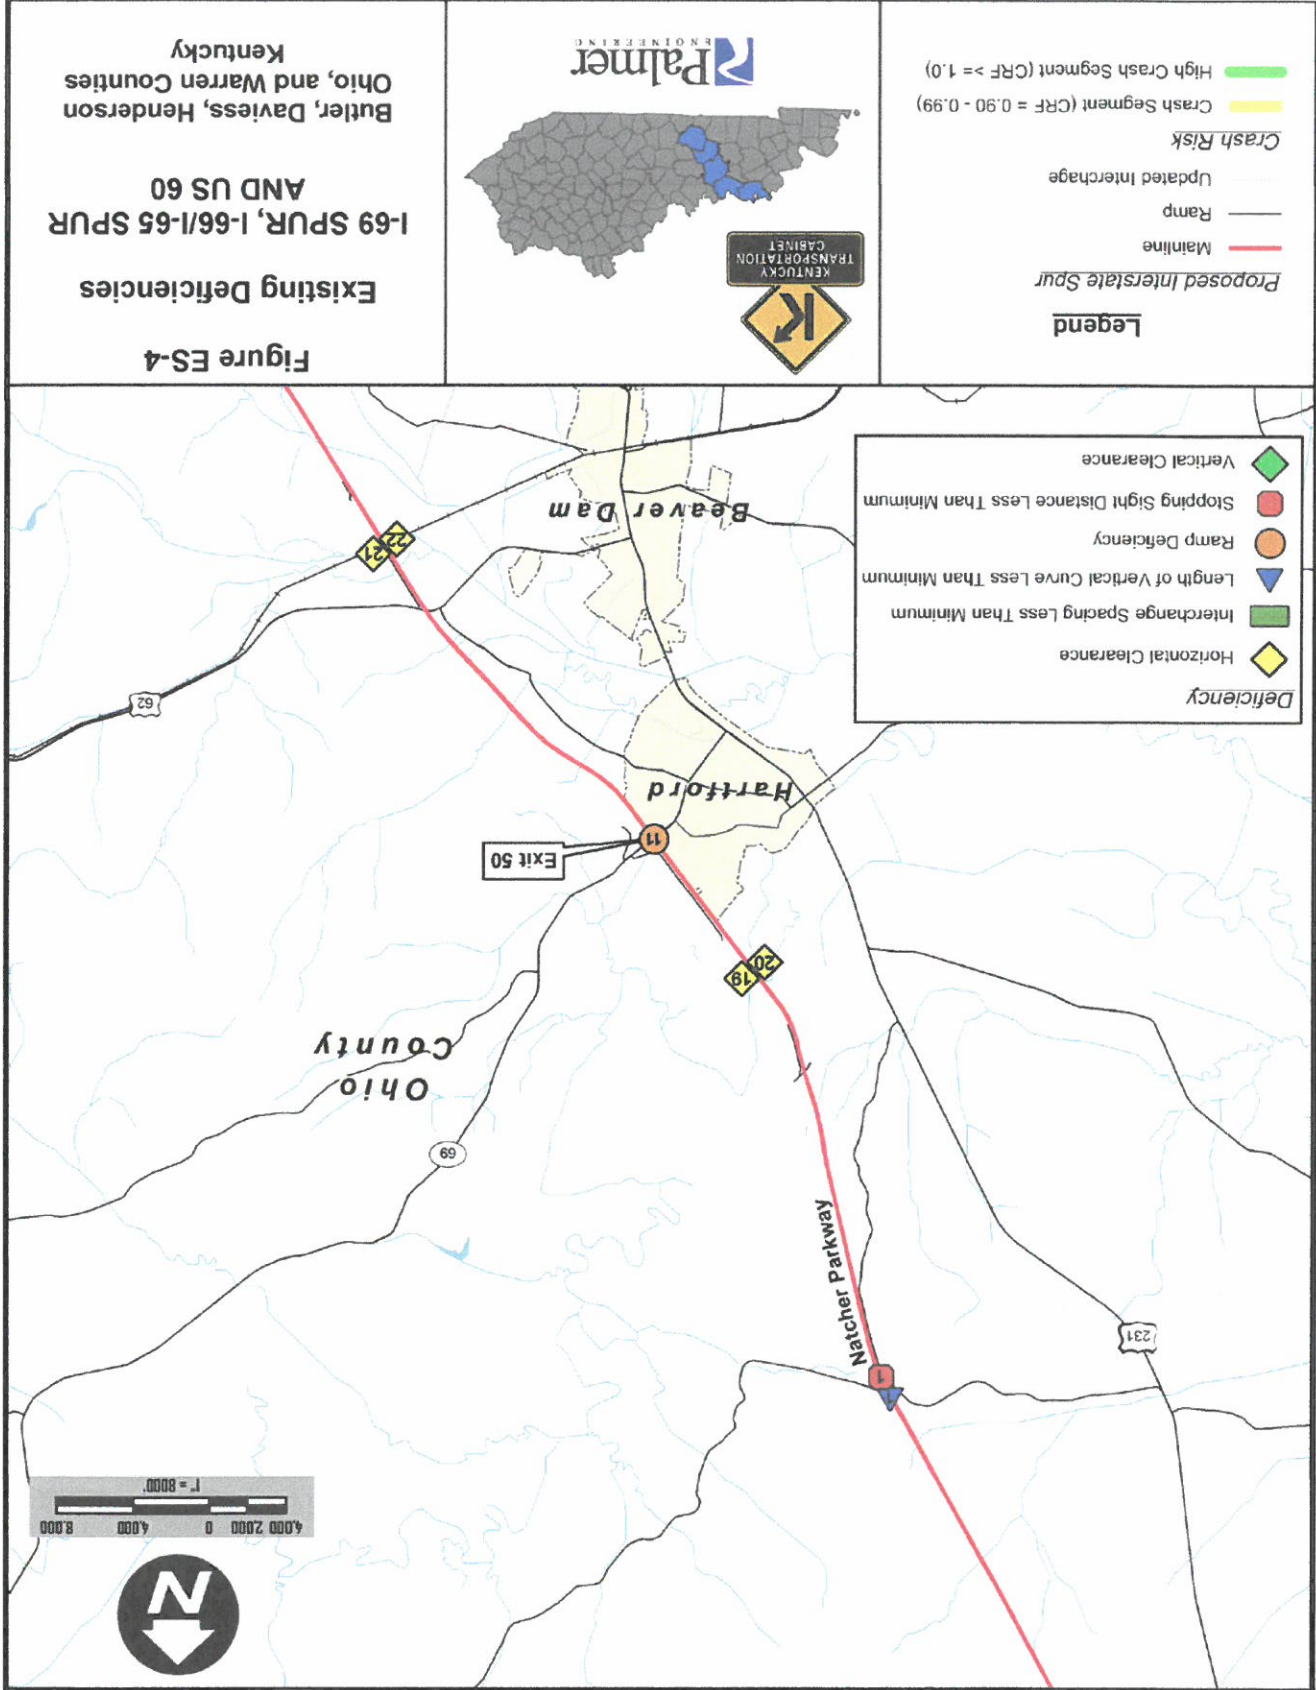 N
4,000 2,000 0 4,000 8,000
1" = 8000'
231
Natcher Parkway
1
1
69
Ohio
County
20
19
Exit 50
11
Hartford
62
Beaver Dam
22
21
Deficiency
Horizontal Clearance
Interchange Spacing Less Than Minimum
Length of Vertical Curve Less Than Minimum
Ramp Deficiency
Stopping Sight Distance Less Than Minimum
Vertical Clearance
Legend
Proposed Interstate Spur
Mainline
Ramp
Updated Interchage
Crash Risk
Crash Segment (CRF = 0.90 - 0.99)
High Crash Segment (CRF >= 1.0)
K
KENTUCKY
TRANSPORTATION
CABINET
Palmer
ENGINEERING
Figure ES-4
Existing Deficiencies
I-69 SPUR, I-66/I-65 SPUR
AND US 60
Butler, Daviess, Henderson
Ohio, and Warren Counties
Kentucky